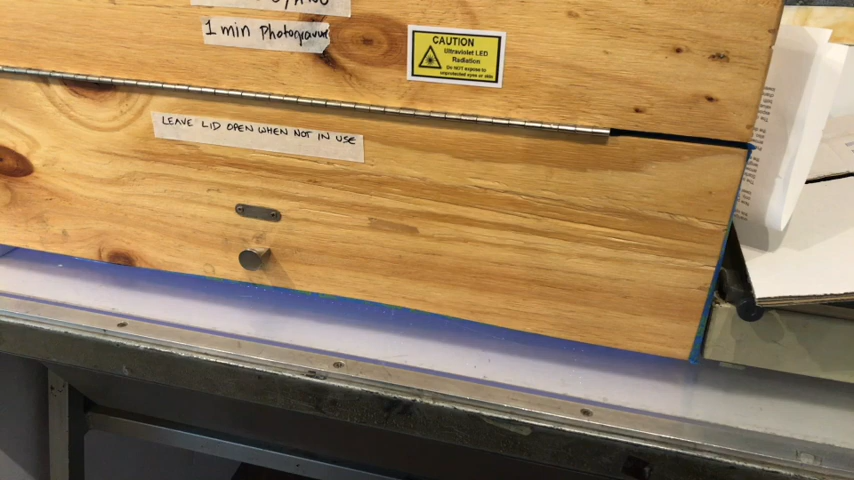 1 min Photogravure
CAUTION
Ultraviolet LED
Radiation
Do NOT expose to
unprotected eyes or skin
LEAVE LID OPEN WHEN NOT IN USE